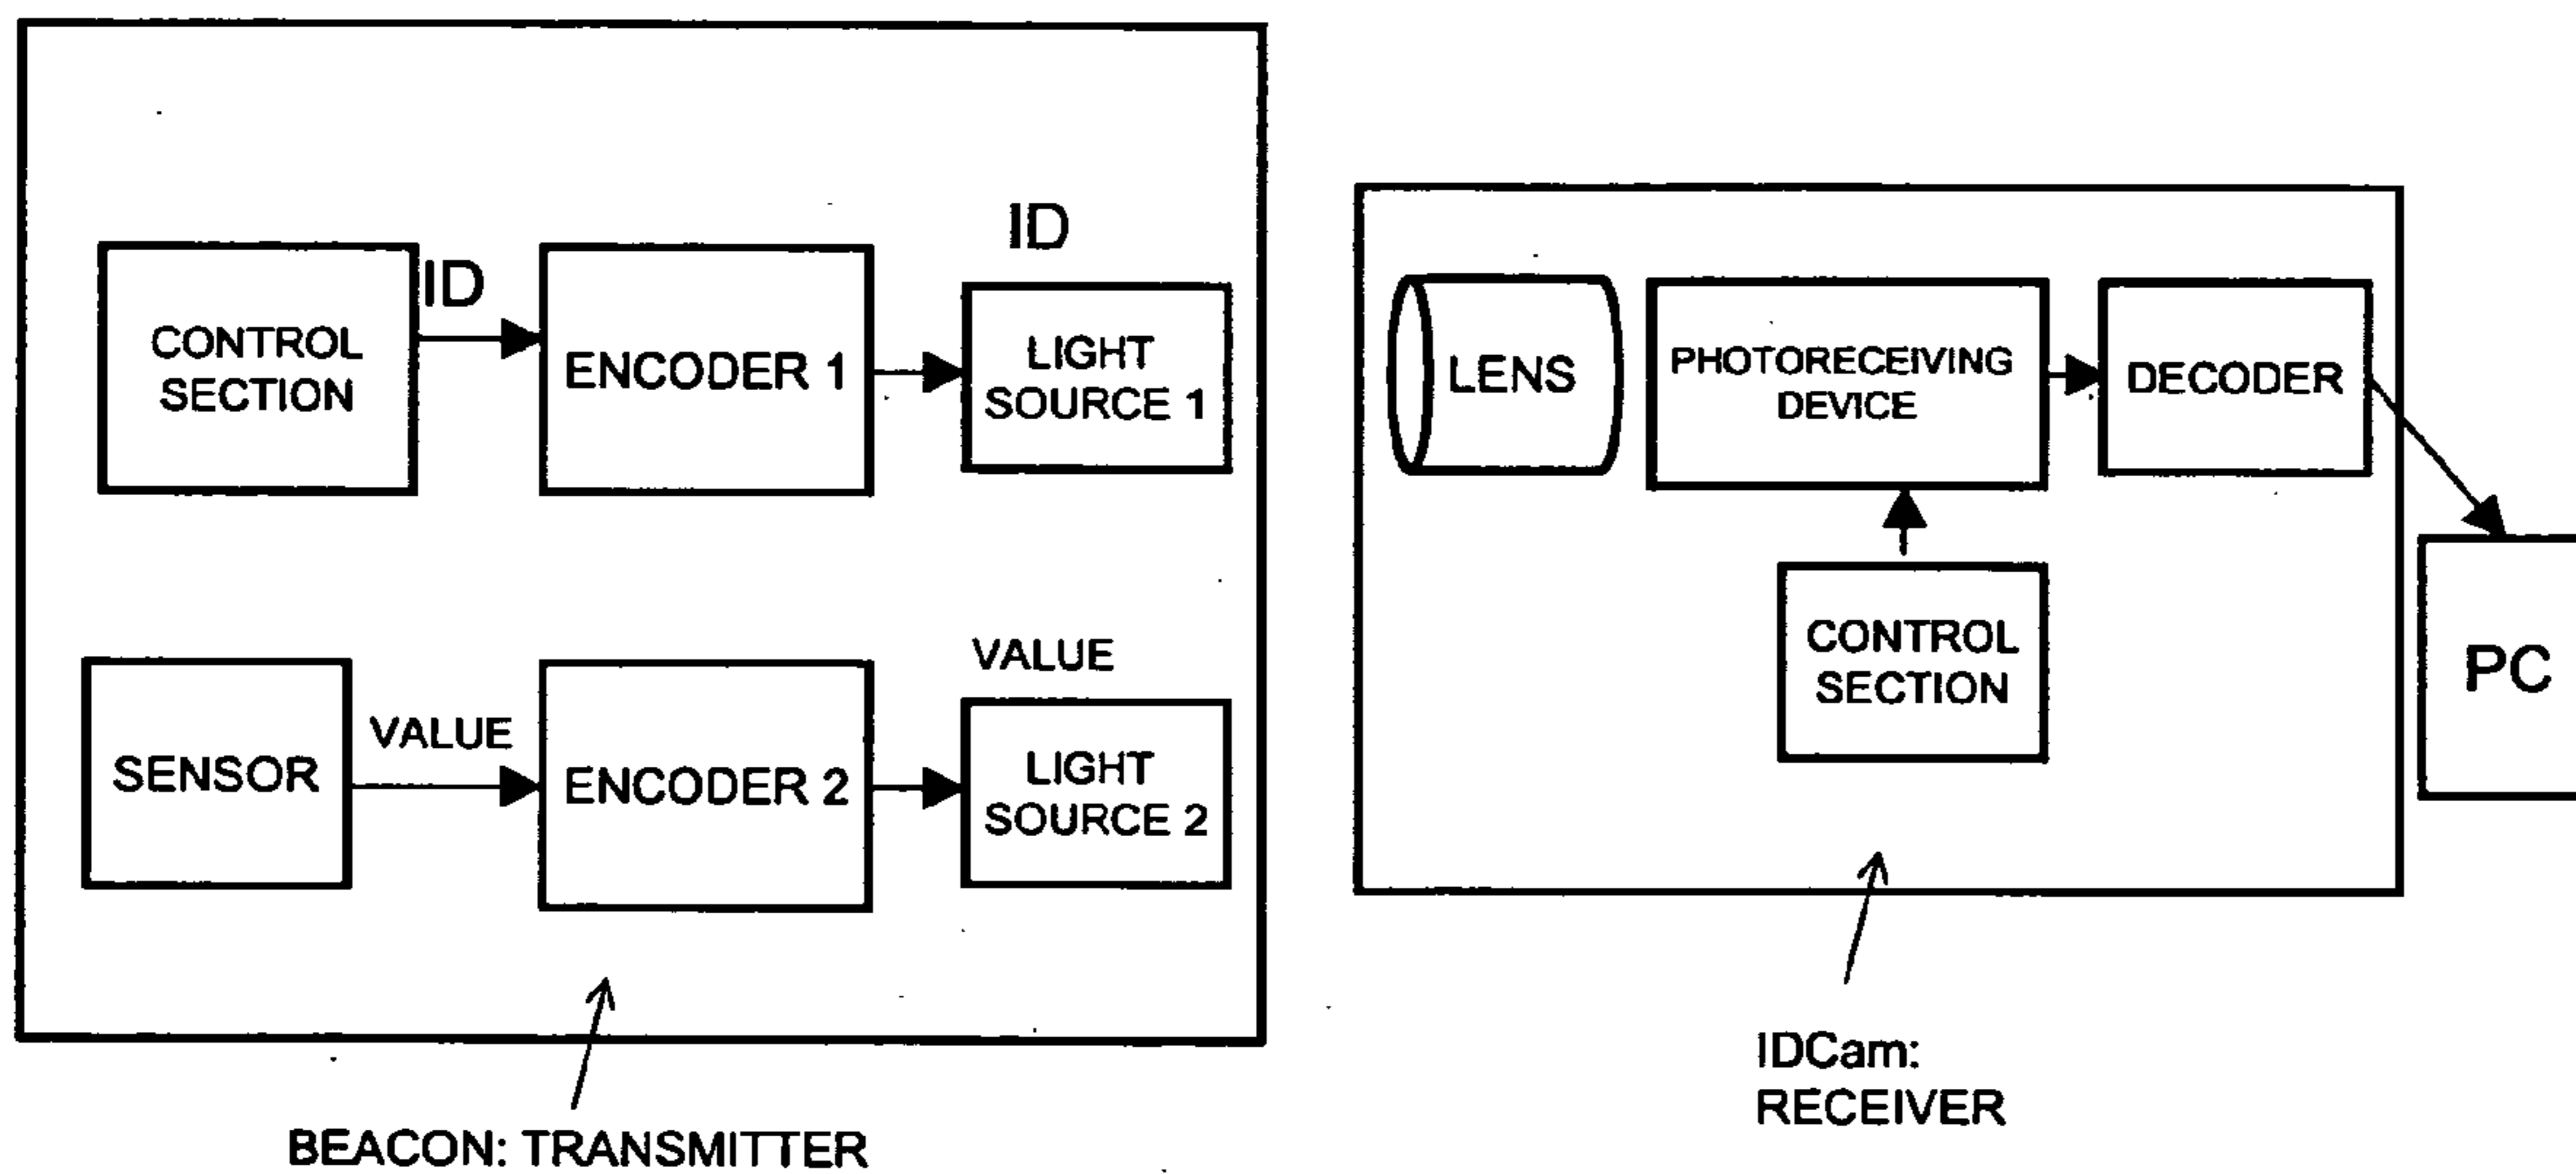 ID
CONTROL
SECTION
ID
ENCODER 1
LIGHT
SOURCE 1
VALUE
SENSOR
VALUE
ENCODER 2
LIGHT
SOURCE 2
BEACON: TRANSMITTER
LENS
PHOTORECEIVING
DEVICE
DECODER
CONTROL
SECTION
PC
IDCam:
RECEIVER